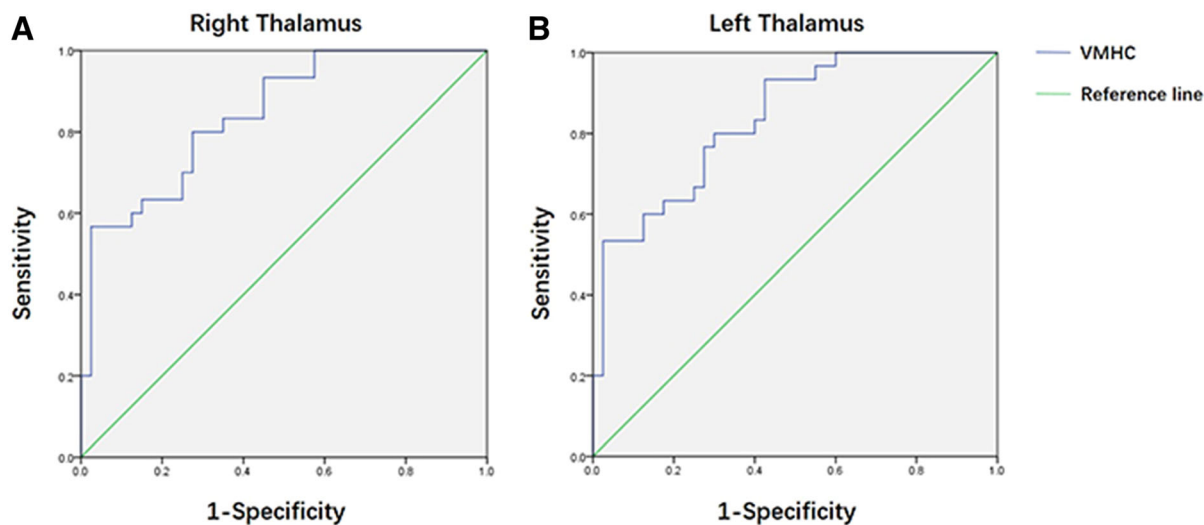 A
Right Thalamus
Sensitivity
1.0
0.8
0.6
0.4
0.2
0.0
0.0 0.2 0.4 0.6 0.8 1.0
1-Specificity
B
Left Thalamus
Sensitivity
1.0
0.8
0.6
0.4
0.2
0.0
0.0 0.2 0.4 0.6 0.8 1.0
1-Specificity
VMHC
Reference line